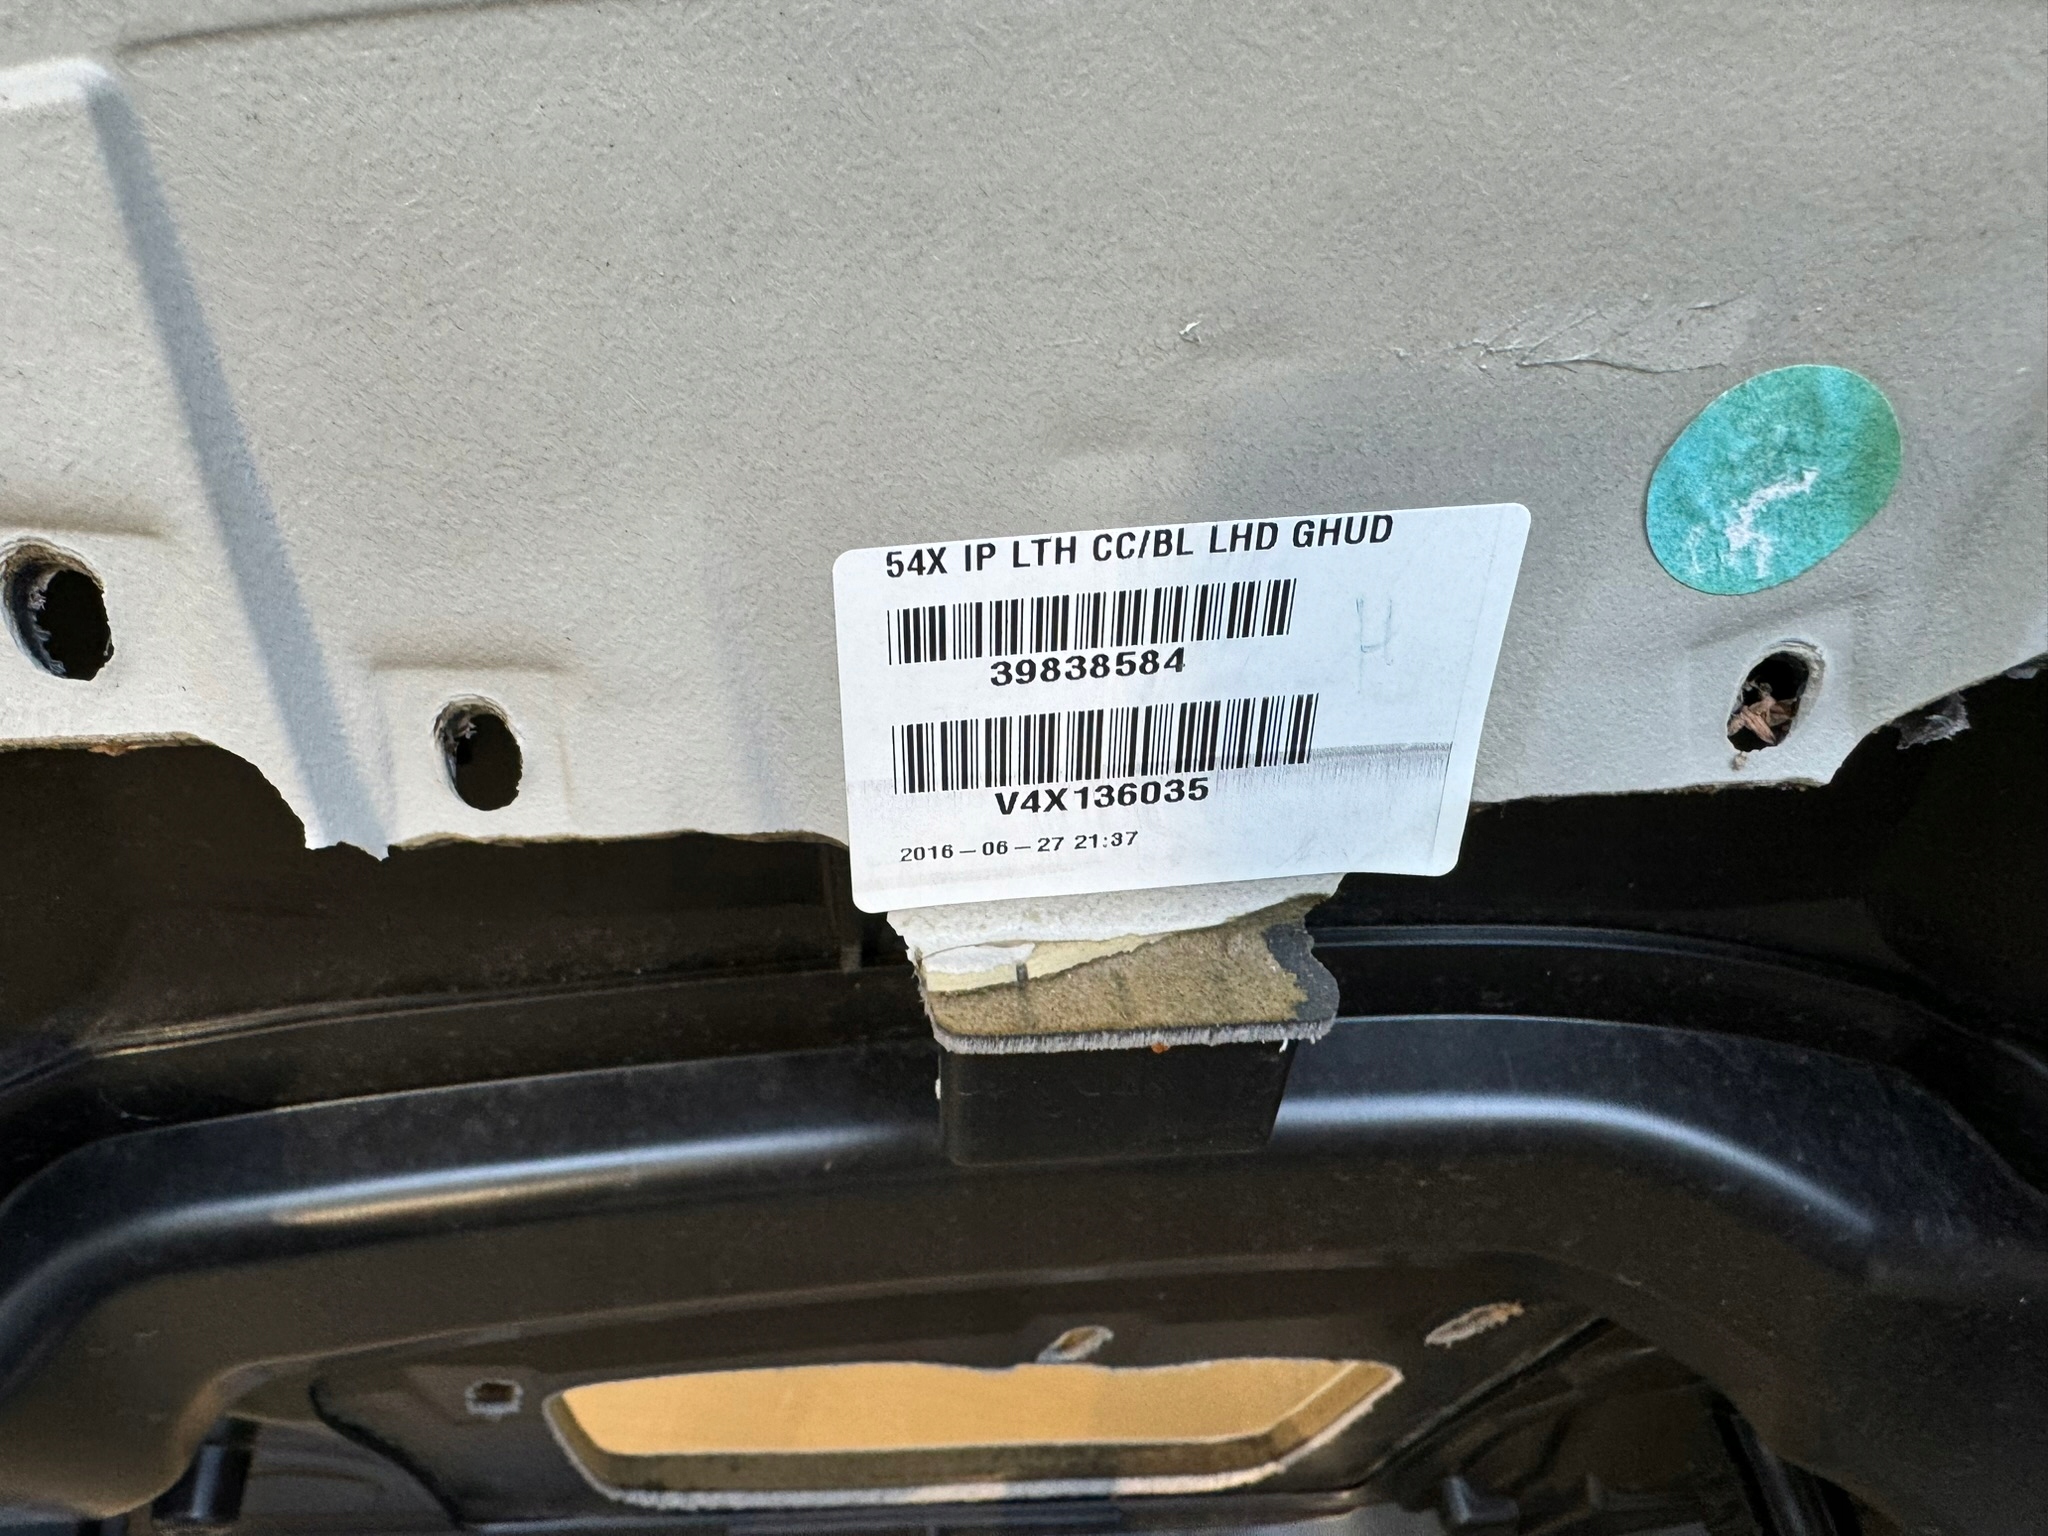 54X IP LTH CC/BL LHD GHUD
39838584
H
V4X136035
2016-06-27 21:37